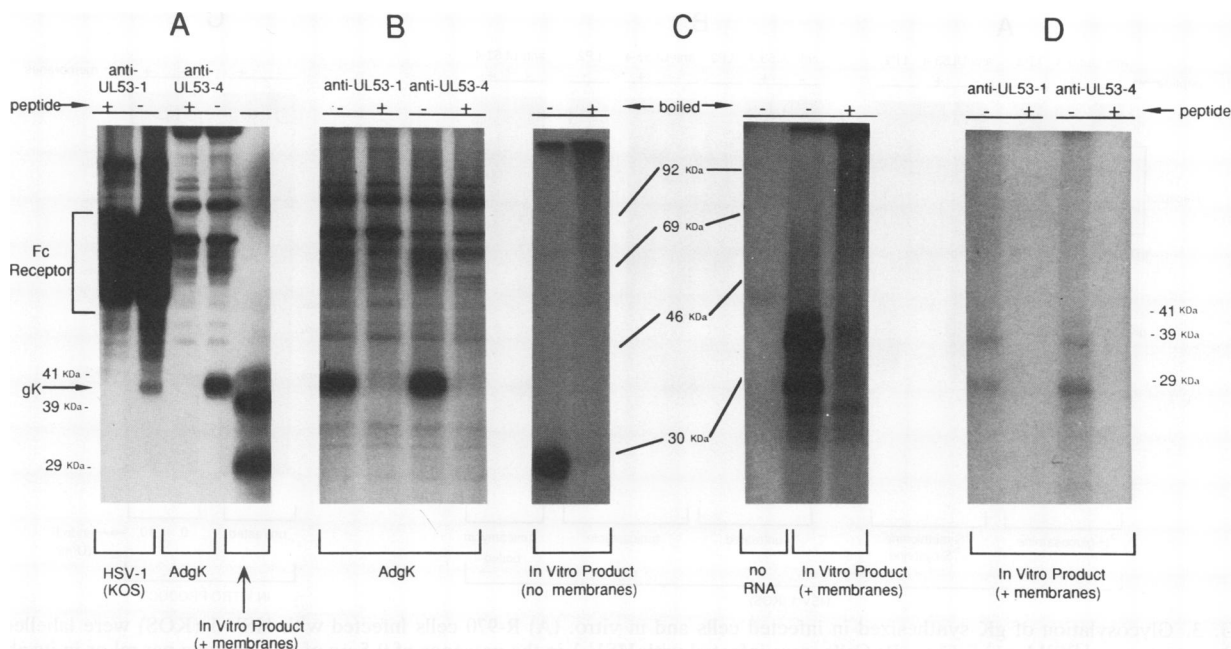 A
B
C
D
anti-
UL53-1
anti-
UL53-4
peptide
+ - + -
anti-UL53-1 anti-UL53-4
- + - +
- +
boiled
- - +
anti-UL53-1 anti-UL53-4
- + - +
peptide
Fc
Receptor
92 KDa
69 KDa
46 KDa
30 KDa
41 KDa -
gK
39 KDa -
29 KDa -
- 41 KDa
- 39 KDa
- 29 KDa
HSV-1
(KOS)
AdgK
In Vitro Product
(+ membranes)
AdgK
In Vitro Product
(no membranes)
no
RNA
In Vitro Product
(+ membranes)
In Vitro Product
(+ membranes)